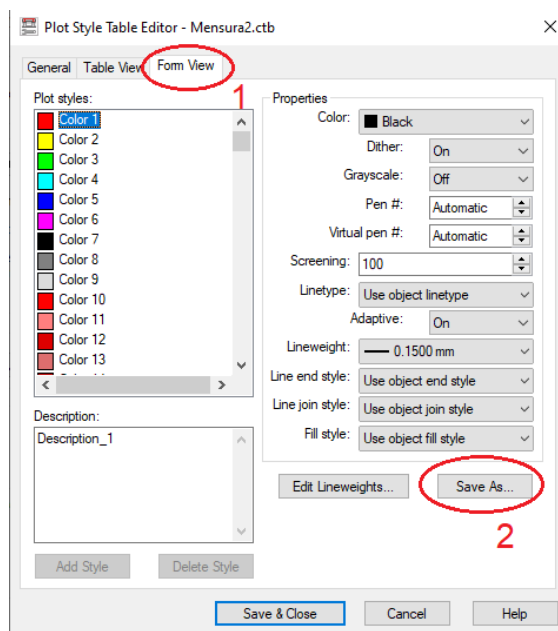 Plot Style Table Editor - Mensura2.ctb
General Table View Form View
1
Plot styles:
Color 1
Color 2
Color 3
Color 4
Color 5
Color 6
Color 7
Color 8
Color 9
Color 10
Color 11
Color 12
Color 13
Description:
Description_1
Add Style Delete Style
Properties
Color: Black
Dither: On
Grayscale: Off
Pen #: Automatic
Virtual pen #: Automatic
Screening: 100
Linetype: Use object linetype
Adaptive: On
Lineweight: 0.1500 mm
Line end style: Use object end style
Line join style: Use object join style
Fill style: Use object fill style
Edit Lineweights... Save As...
2
Save & Close Cancel Help